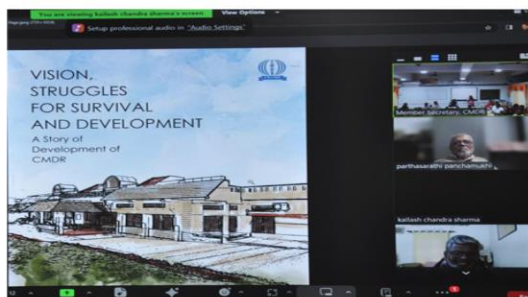 You are viewing kailash chandra sharma's screen
View Options
Setup professional audio in "Audio Settings"
VISION,
STRUGGLES
FOR SURVIVAL
AND DEVELOPMENT
A Story of
Development of
CMDR
Member Secretary, CMDR
parthasarathi panchamukhi
kailash chandra sharma